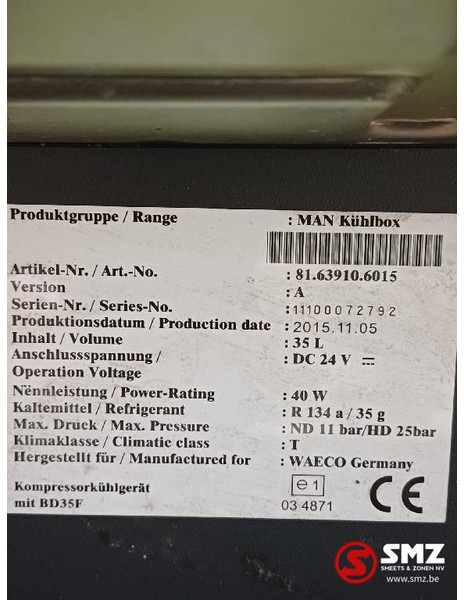 Produktgruppe / Range : MAN Kühlbox
Artikel-Nr. / Art.-No. : 81.63910.6015
Version : A
Serien-Nr. / Series-No. : 11100072792
Produktionsdatum / Production date : 2015.11.05
Inhalt / Volume : 35 L
Anschlussspannung / : DC 24 V
Operation Voltage
Nennleistung / Power-Rating : 40 W
Kaltemittel / Refrigerant : R 134 a / 35 g
Max. Druck / Max. Pressure : ND 11 bar/HD 25bar
Klimaklasse / Climatic class : T
Hergestellt für / Manufactured for : WAECO Germany
Kompressorkühlgerät
mit BD35F
e 1
03 4871
CE
SMZ
SMEETS & ZONEN NV
www.smz.be